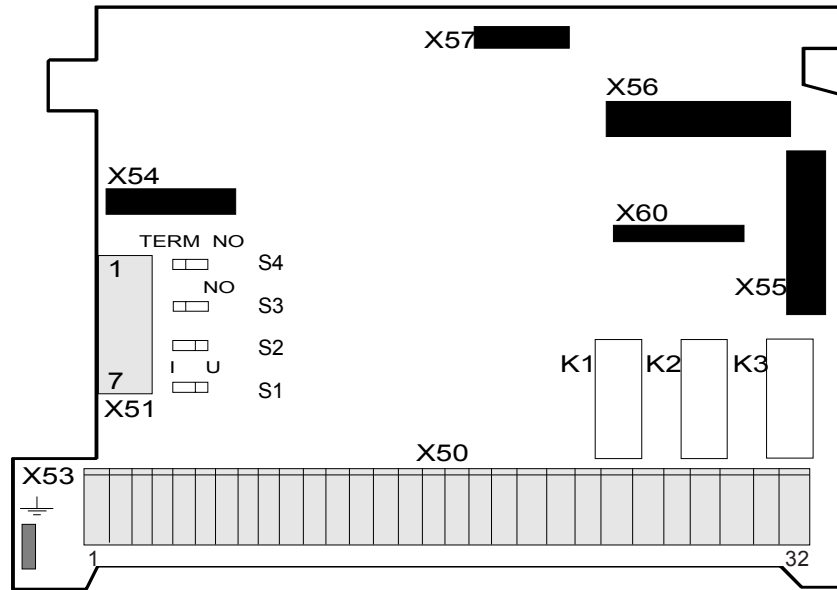 X57
X56
X54
X60
TERM NO
1
S4
X55
NO
S3
S2
K1 K2 K3
I U
7
S1
X51
X50
X53
1
32